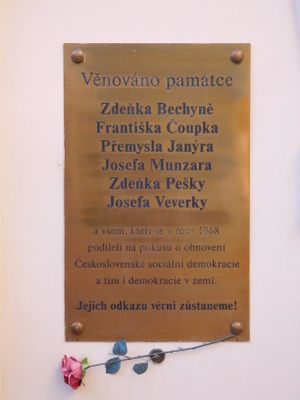 Věnováno památce
Zdeňka Bechyně
Františka Čoupka
Přemysla Janýra
Josefa Munzara
Zdeňka Pešky
Josefa Veverky
a všem, kteří se v roce 1968
podíleli na pokusu o obnovení
Československé sociální demokracie
a tím i demokracie v zemi.
Jejich odkazu věrni zůstaneme!